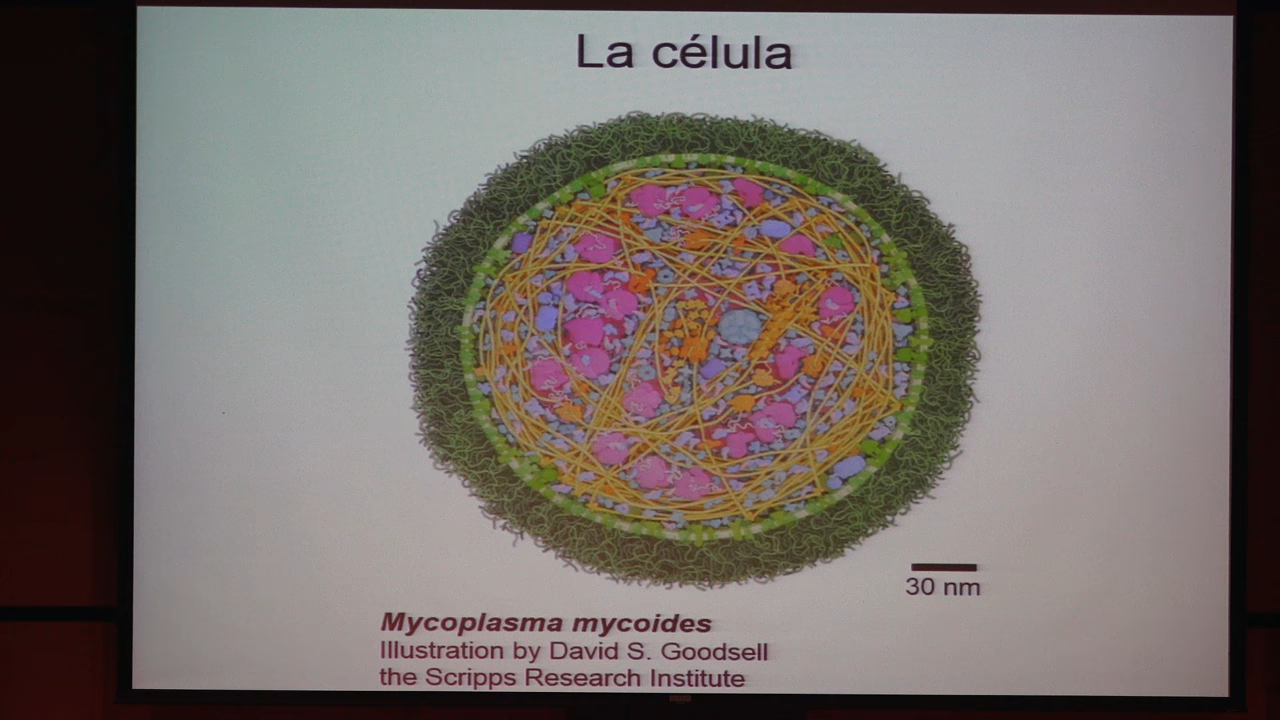 La célula
30 nm
Mycoplasma mycoides
Illustration by David S. Goodsell
the Scripps Research Institute